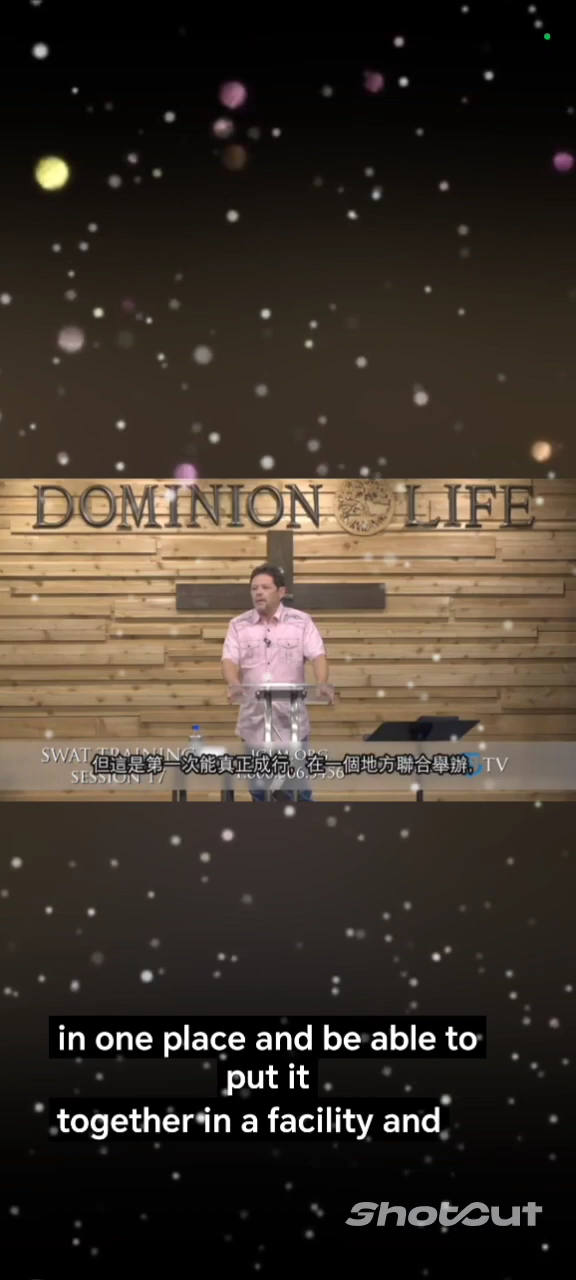 DOMINION LIFE
SWAT TRAINING
SESSION 17
但這是第一次能真正成行，在一個地方聯合舉辦，
TV
in one place and be able to
put it
together in a facility and
ShotCut